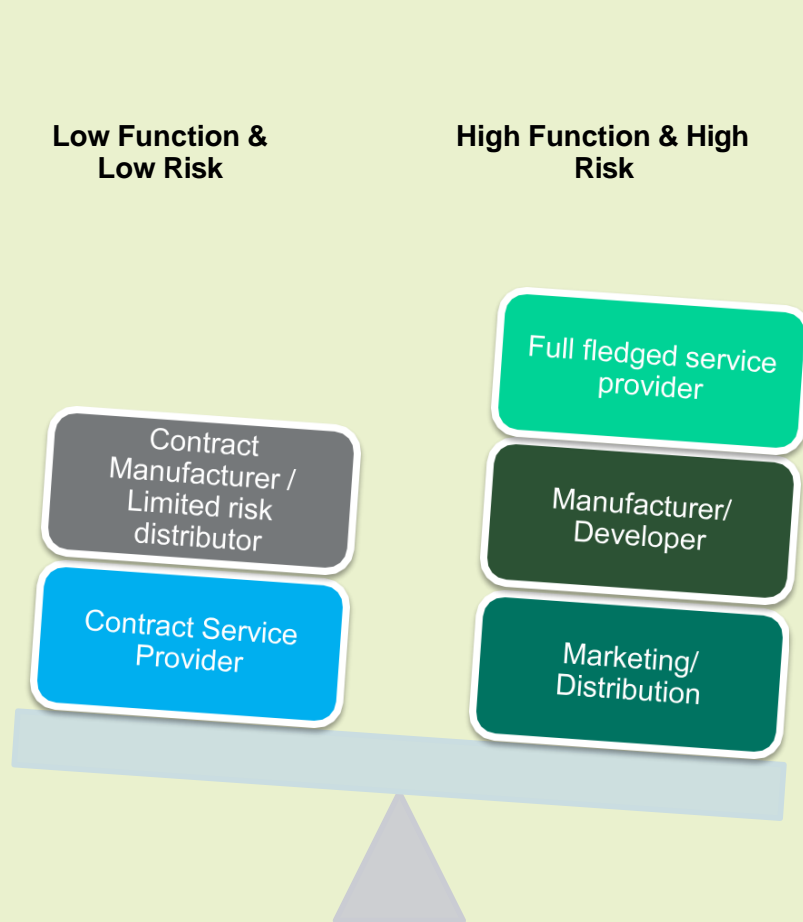 Low Function &
Low Risk
High Function & High
Risk
Full fledged service
provider
Contract
Manufacturer /
Limited risk
distributor
Manufacturer/
Developer
Contract Service
Provider
Marketing/
Distribution